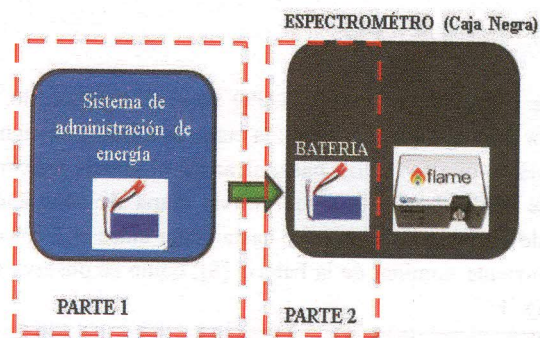 ESPECTROMÉTRO (Caja Negra)
Sistema de
administración de
energía
BATERÍA
flame
PARTE 1
PARTE 2